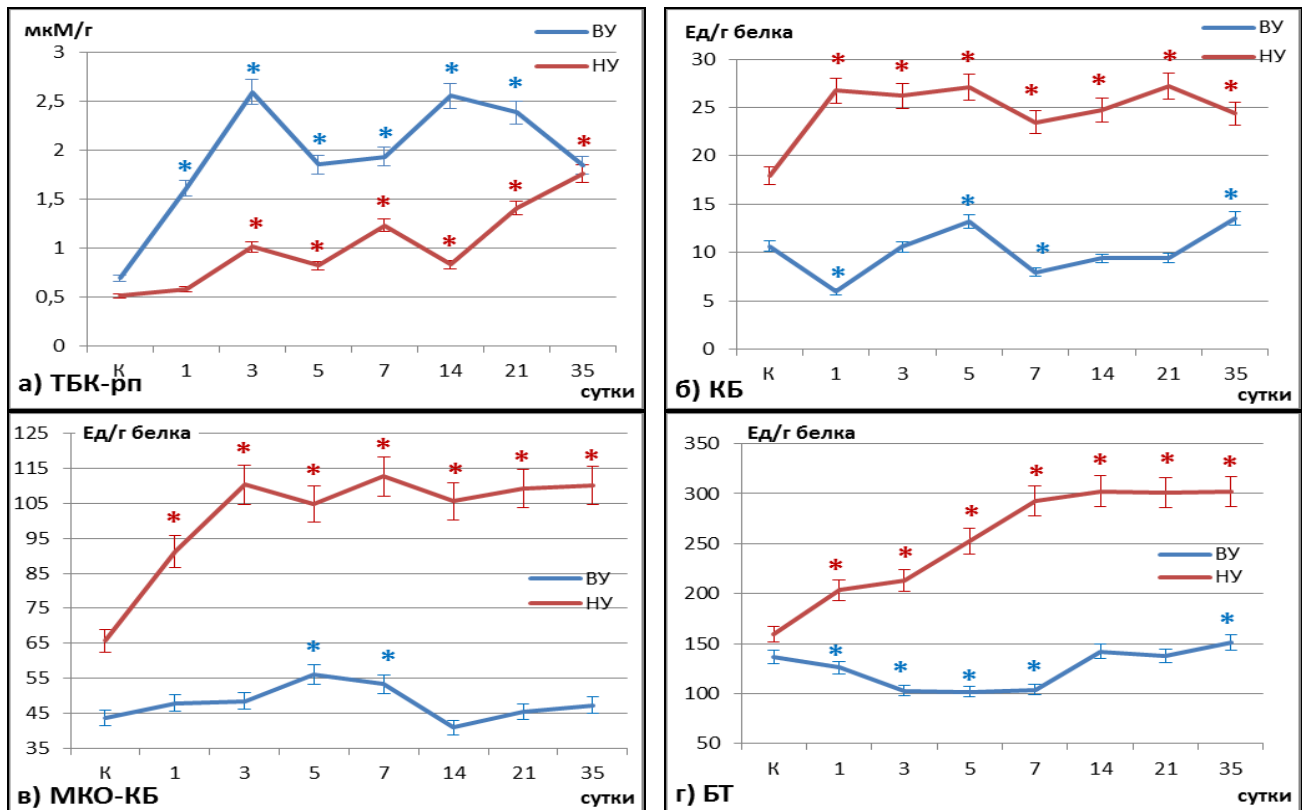 мкМ/г
ВУ
НУ
3
2,5
2
1,5
1
0,5
0
* * * * * *
* * * * * *
К 1 3 5 7 14 21 35
сутки
а) ТБК-рп
Ед/г белка
ВУ
НУ
30
25
20
15
10
5
0
* * * * * * *
* * * *
К 1 3 5 7 14 21 35
сутки
б) КБ
Ед/г белка
125
115
105
95
85
75
65
55
45
35
* * * * * * *
ВУ
НУ
* *
К 1 3 5 7 14 21 35
сутки
в) МКО-КБ
Ед/г белка
350
300
250
200
150
100
50
* * * * * * *
ВУ
НУ
* * * * *
К 1 3 5 7 14 21 35
сутки
г) БТ